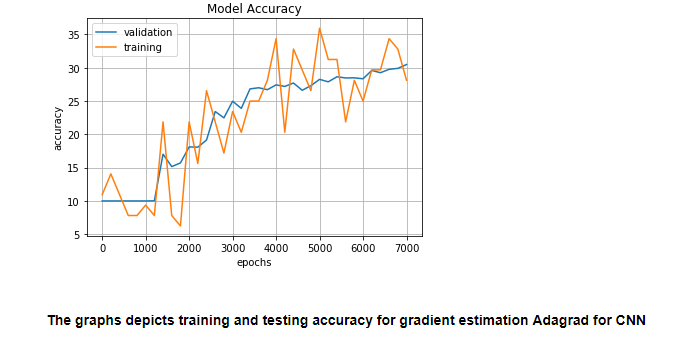 Model Accuracy
validation
training
35
30
25
20
15
10
5
accuracy
0 1000 2000 3000 4000 5000 6000 7000
epochs
The graphs depicts training and testing accuracy for gradient estimation Adagrad for CNN